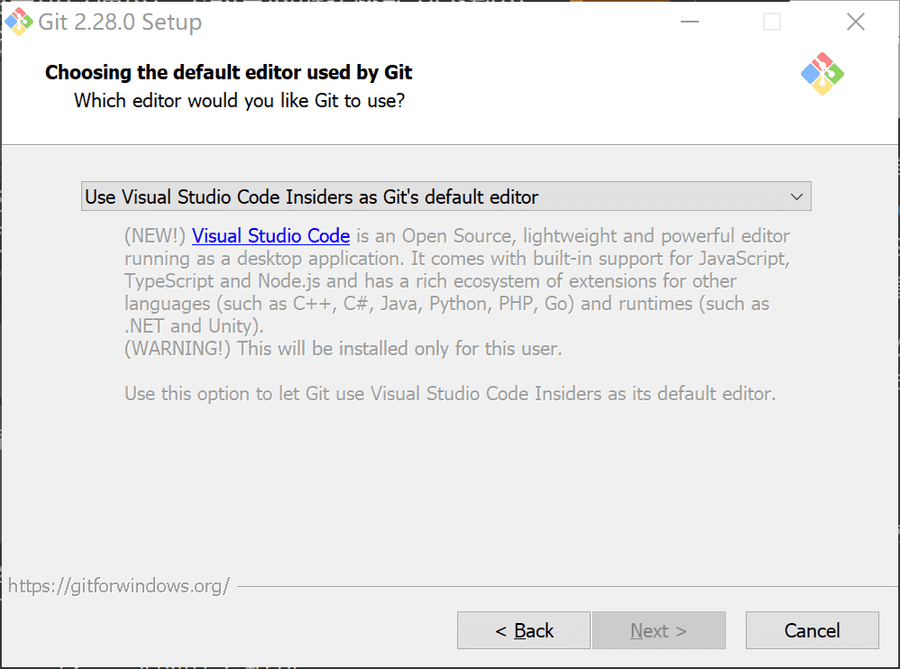 Git 2.28.0 Setup
Choosing the default editor used by Git
Which editor would you like Git to use?
Use Visual Studio Code Insiders as Git's default editor
(NEW!) Visual Studio Code is an Open Source, lightweight and powerful editor
running as a desktop application. It comes with built-in support for JavaScript,
TypeScript and Node.js and has a rich ecosystem of extensions for other
languages (such as C++, C#, Java, Python, PHP, Go) and runtimes (such as
.NET and Unity).
(WARNING!) This will be installed only for this user.
Use this option to let Git use Visual Studio Code Insiders as its default editor.
https://gitforwindows.org/
< Back
Next >
Cancel